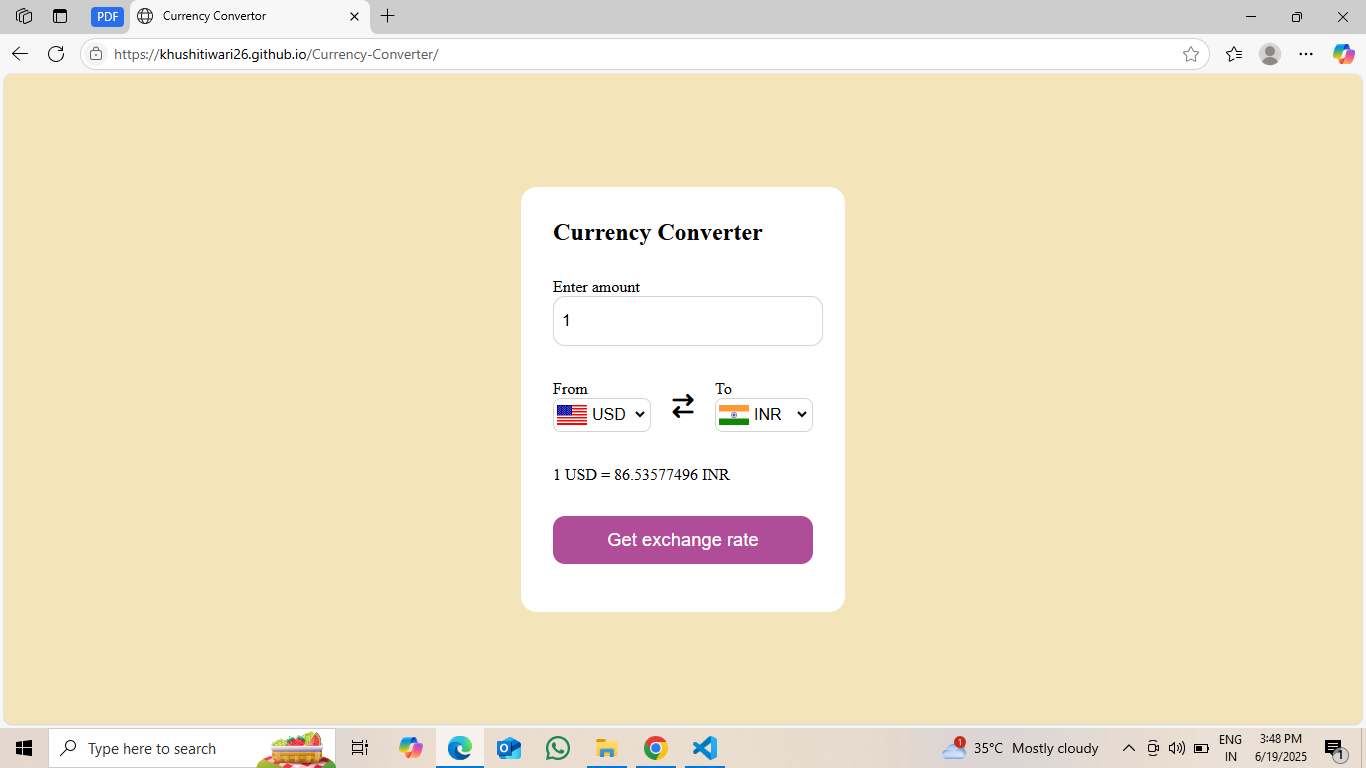 PDF
Currency Convertor
https://khushitiwari26.github.io/Currency-Converter/
Currency Converter
Enter amount
1
From
To
USD
INR
1 USD = 86.53577496 INR
Get exchange rate
Type here to search
1
35°C Mostly cloudy
ENG
IN
3:48 PM
6/19/2025
1